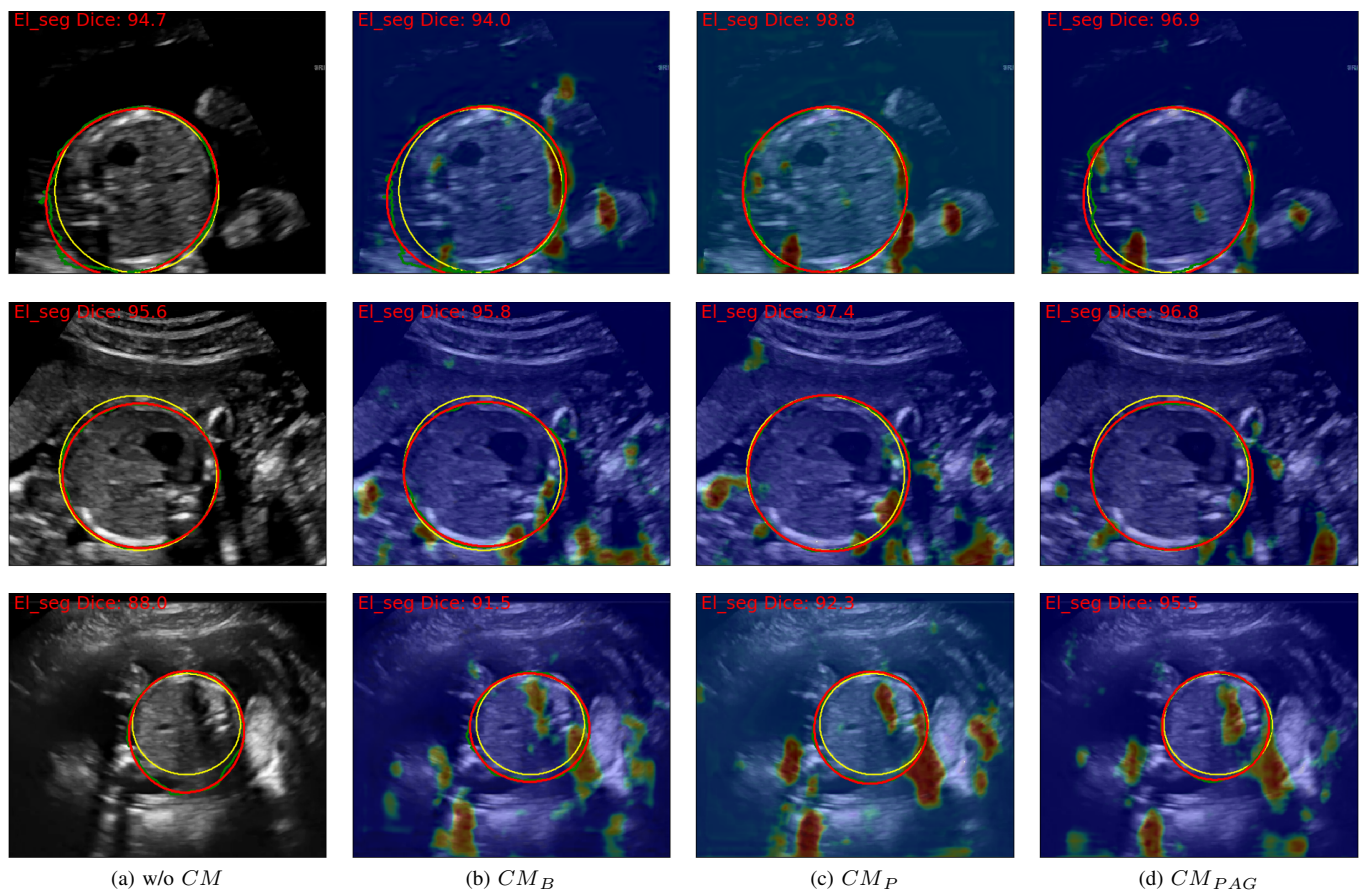 El_seg Dice: 94.7
El_seg Dice: 94.0
El_seg Dice: 98.8
El_seg Dice: 96.9
El_seg Dice: 95.6
El_seg Dice: 95.8
El_seg Dice: 97.4
El_seg Dice: 96.8
El_seg Dice: 88.0
El_seg Dice: 91.5
El_seg Dice: 92.3
El_seg Dice: 95.5
(a) w/o CM
(b) CM_B
(c) CM_P
(d) CM_{PAG}